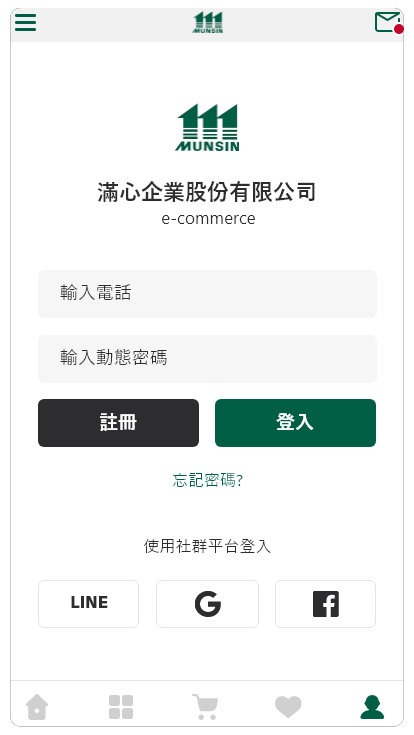 MUNSIN
MUNSIN
滿心企業股份有限公司
e-commerce
輸入電話
輸入動態密碼
註冊
登入
忘記密碼?
使用社群平台登入
LINE